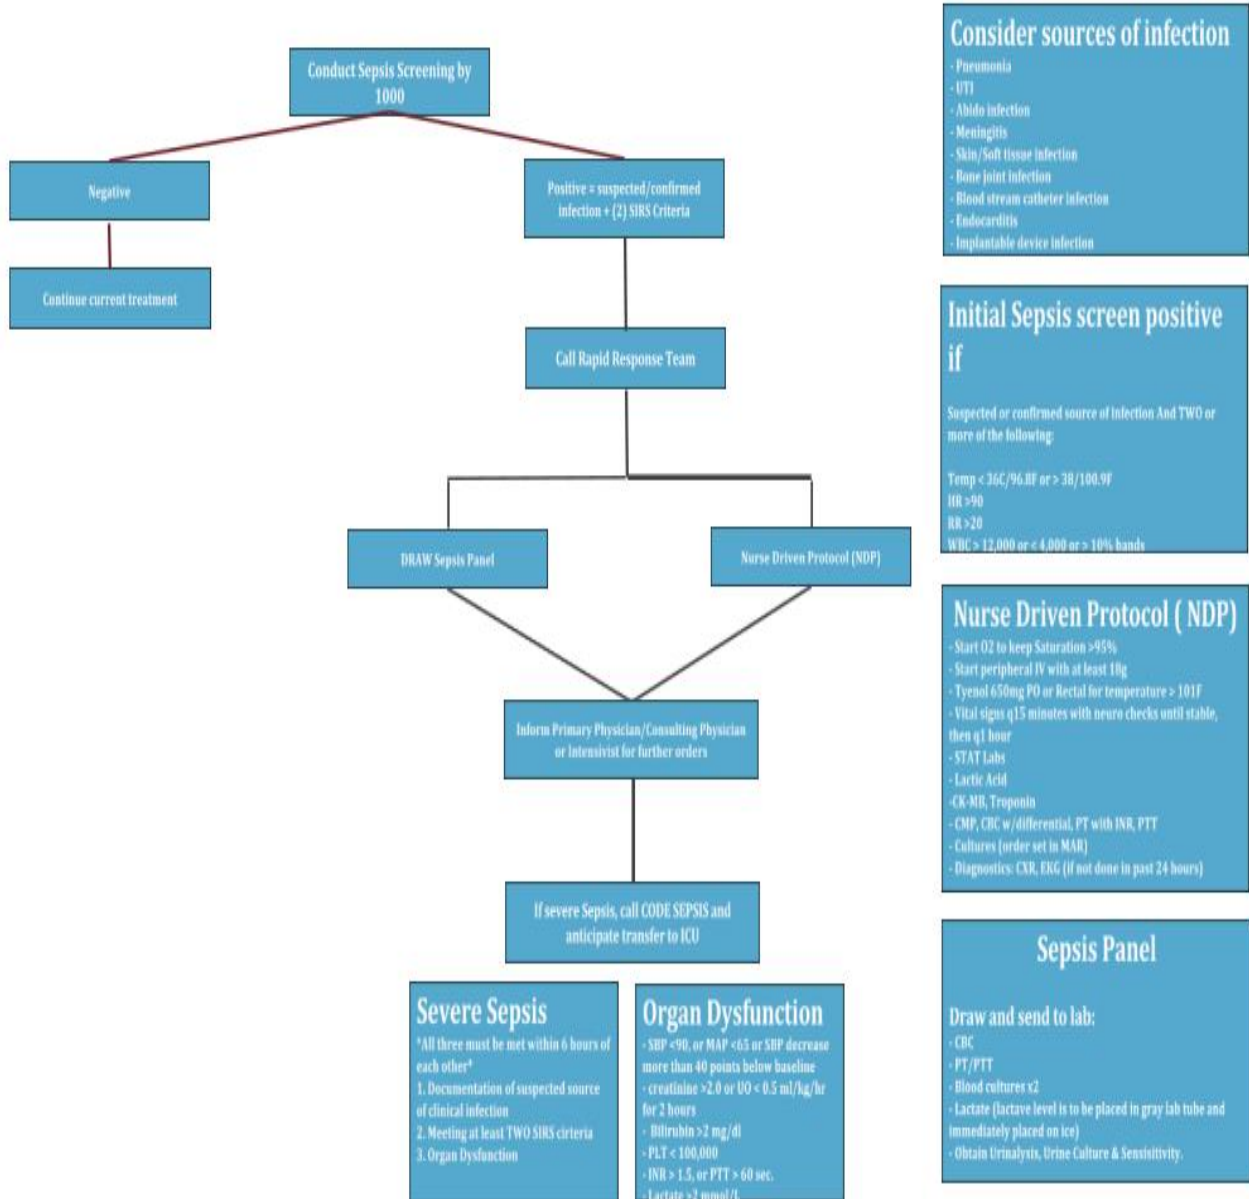 Conduct Sepsis Screening by
1000
Negative
Continue current treatment
Positive = suspected/confirmed
infection + (2) SIRS Criteria
Call Rapid Response Team
DRAW Sepsis Panel
Nurse Driven Protocol (NDP)
Inform Primary Physician/Consulting Physician
or Intensivist for further orders
If severe Sepsis, call CODE SEPSIS and
anticipate transfer to ICU
Severe Sepsis
*All three must be met within 6 hours of
each other*
1. Documentation of suspected source
of clinical infection
2. Meeting at least TWO SIRS cirteria
3. Organ Dysfunction
Organ Dysfunction
- SBP <90, or MAP <65 or SBP decrease
more than 40 points below baseline
- creatinine >2.0 or UO < 0.5 ml/kg/hr
for 2 hours
- Bilirubin >2 mg/dl
- PLT < 100,000
- INR > 1.5, or PTT > 60 sec.
- Lactate >2 mmol/L
Consider sources of infection
- Pneumonia
- UTI
- Abido infection
- Meningitis
- Skin/Soft tissue infection
- Bone joint infection
- Blood stream catheter infection
- Endocarditis
- Implantable device infection
Initial Sepsis screen positive
if
Suspected or confirmed source of infection And TWO or
more of the following:
Temp < 36C/96.8F or > 38/100.9F
HR >90
RR >20
WBC > 12,000 or < 4,000 or > 10% bands
Nurse Driven Protocol ( NDP)
- Start O2 to keep Saturation >95%
- Start peripheral IV with at least 18g
- Tyenol 650mg PO or Rectal for temperature > 101F
- Vital signs q15 minutes with neuro checks until stable,
then q1 hour
- STAT Labs
- Lactic Acid
-CK-MB, Troponin
- CMP, CBC w/differential, PT with INR, PTT
- Cultures (order set in MAR)
- Diagnostics: CXR, EKG (if not done in past 24 hours)
Sepsis Panel
Draw and send to lab:
- CBC
- PT/PTT
- Blood cultures x2
- Lactate (lactave level is to be placed in gray lab tube and
immediately placed on ice)
- Obtain Urinalysis, Urine Culture & Sensisitivity.